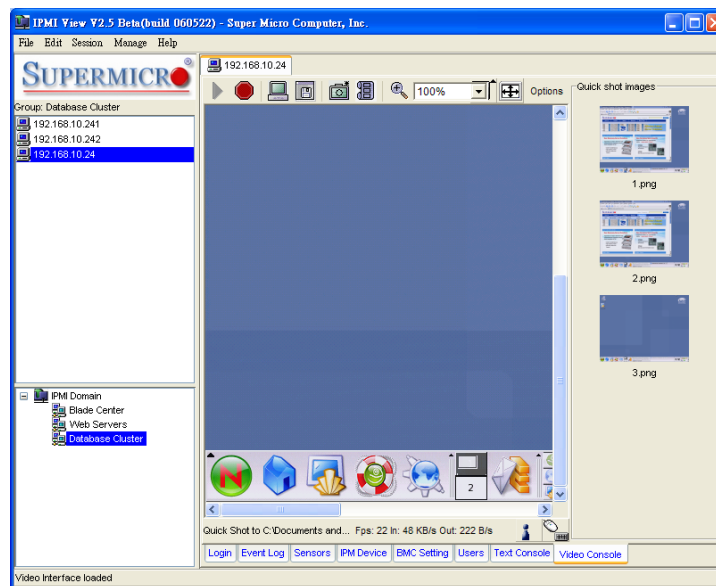 IPMI View V2.5 Beta(build 060522) - Super Micro Computer, Inc.
File Edit Session Manage Help
SUPERMICRO®
192.168.10.24
100%
Options
Quick shot images
Group: Database Cluster
192.168.10.241
192.168.10.242
192.168.10.24
1.png
2.png
3.png
IPMI Domain
Blade Center
Web Servers
Database Cluster
N
2
Quick Shot to C:\Documents and... Fps: 22 In: 48 KB/s Out: 222 B/s
Login Event Log Sensors IPM Device BMC Setting Users Text Console Video Console
Video Interface loaded